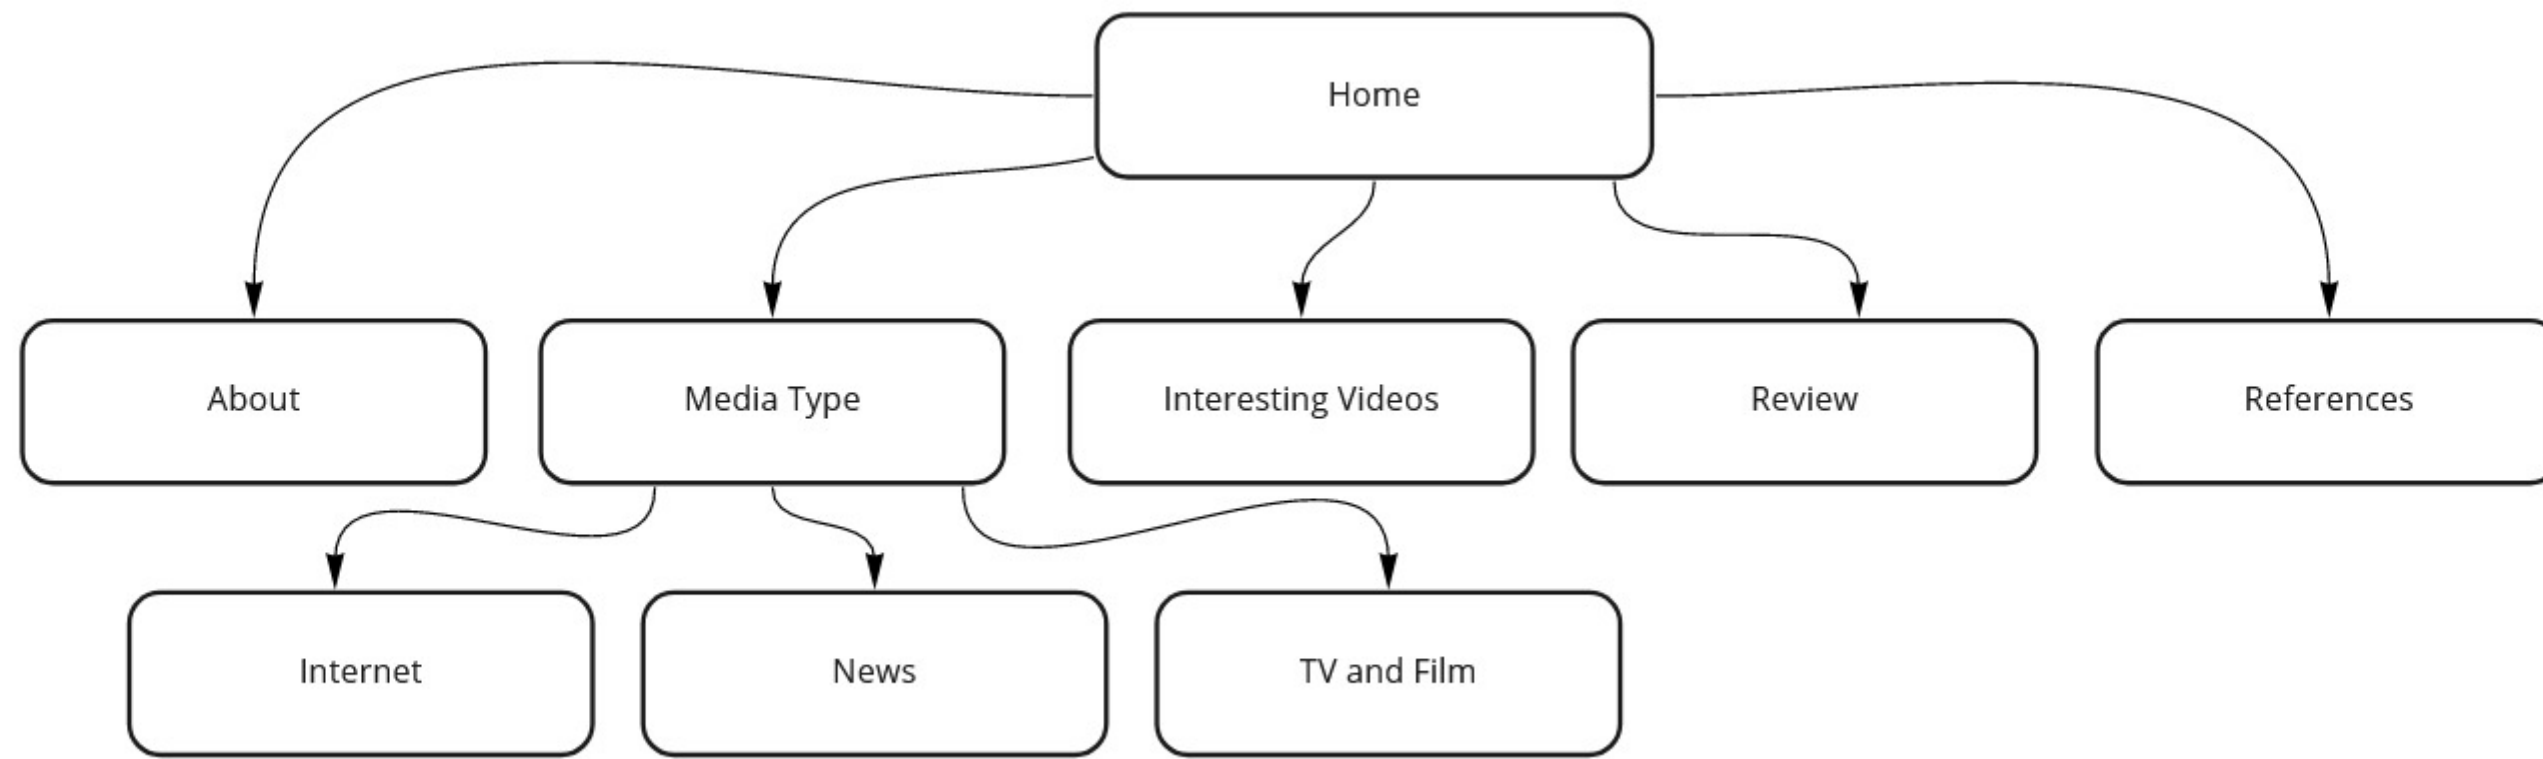 Home
About
Media Type
Interesting Videos
Review
References
Internet
News
TV and Film